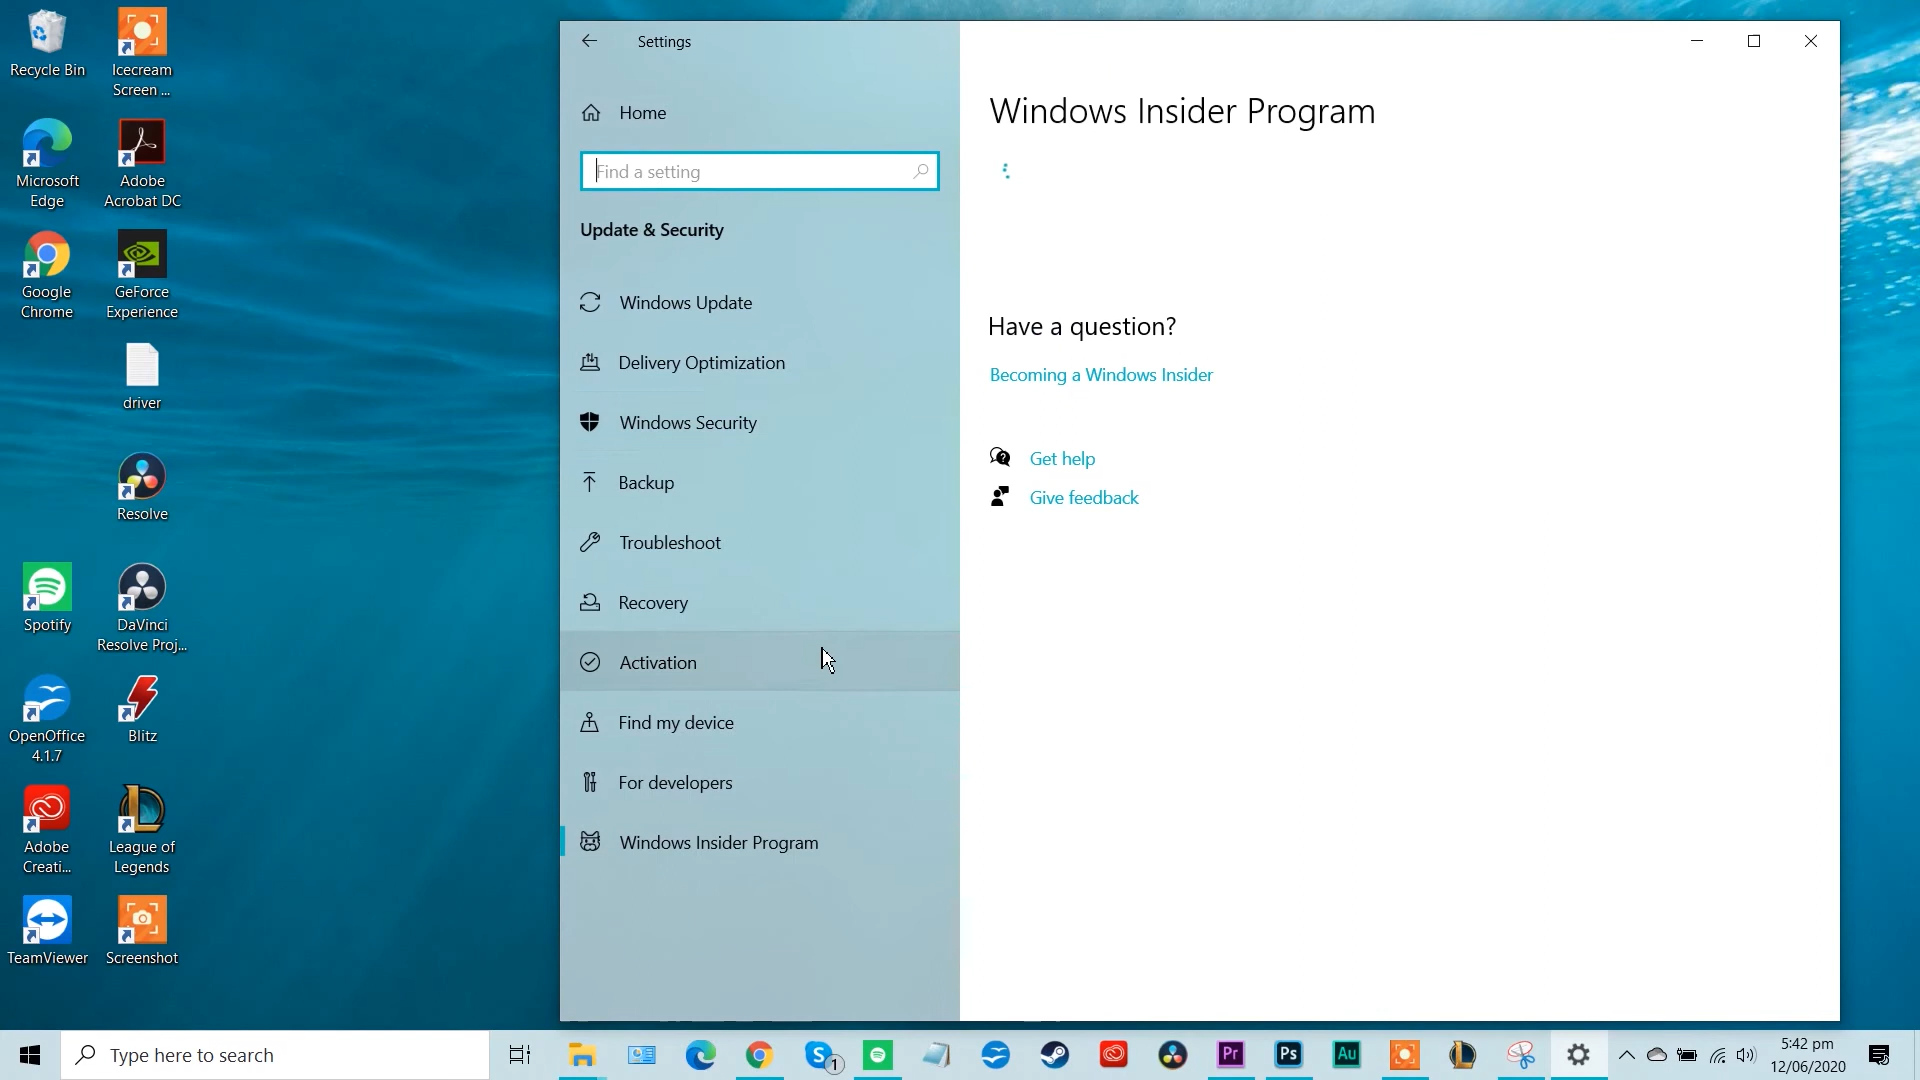 Recycle Bin
Icecream
Screen ...
Microsoft
Edge
Adobe
Acrobat DC
Google
Chrome
GeForce
Experience
driver
Resolve
Spotify
DaVinci
Resolve Proj...
OpenOffice
4.1.7
Blitz
Adobe
Creati...
League of
Legends
TeamViewer
Screenshot
Settings
Home
Find a setting
Update & Security
Windows Update
Delivery Optimization
Windows Security
Backup
Troubleshoot
Recovery
Activation
Find my device
For developers
Windows Insider Program
Windows Insider Program
Have a question?
Becoming a Windows Insider
Get help
Give feedback
Type here to search
S 1
Pr
Ps
Au
5:42 pm
12/06/2020